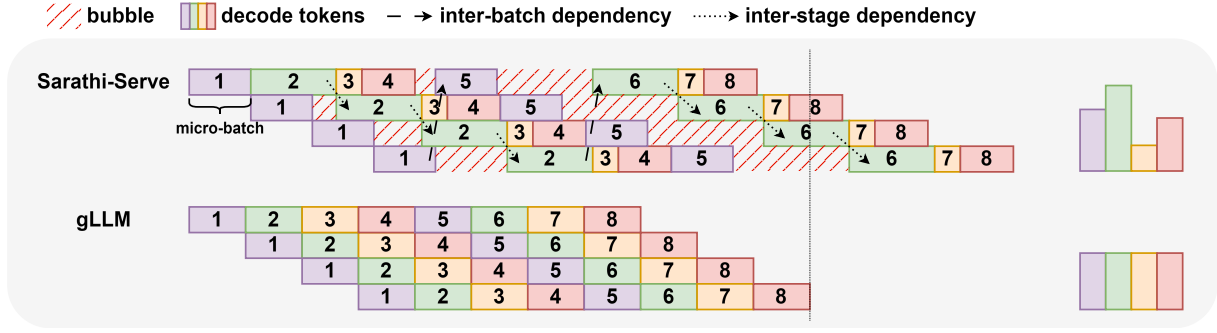 bubble decode tokens inter-batch dependency inter-stage dependency
Sarathi-Serve 1 2 3 4 5 6 7 8
1 2 3 4 5 6 7 8
micro-batch
1 2 3 4 5 6 7 8
1 2 3 4 5 6 7 8
gLLM 1 2 3 4 5 6 7 8
1 2 3 4 5 6 7 8
1 2 3 4 5 6 7 8
1 2 3 4 5 6 7 8